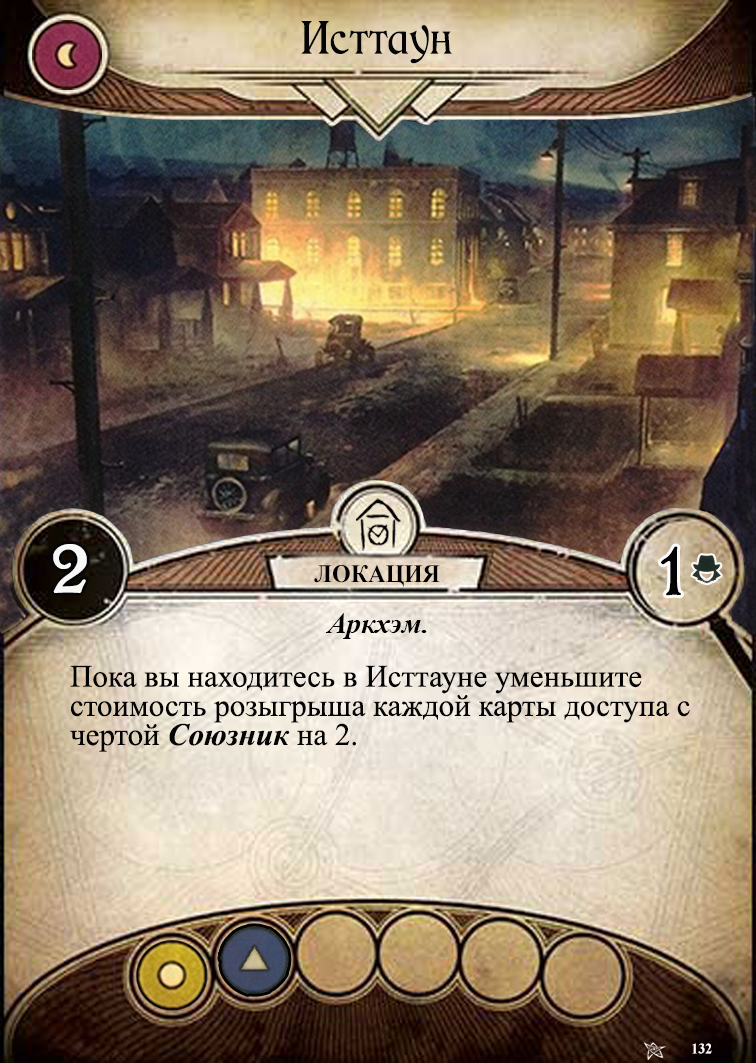 Исттаун
2
ЛОКАЦИЯ
1
Аркхэм.
Пока вы находитесь в Исттауне уменьшите
стоимость розыгрыша каждой карты доступа с
чертой Союзник на 2.
132